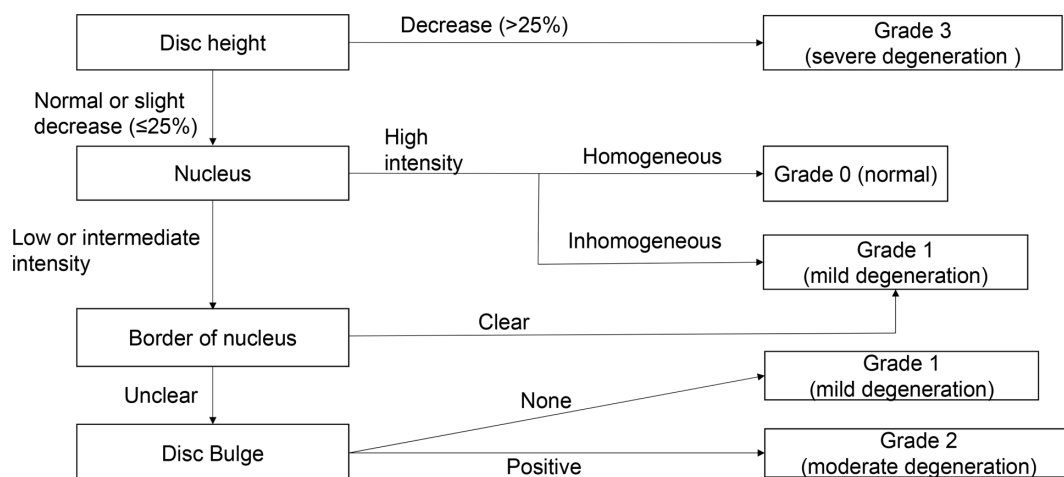 Disc height
Decrease (>25%)
Grade 3
(severe degeneration )
Normal or slight
decrease (≤25%)
Nucleus
High
intensity
Homogeneous
Grade 0 (normal)
Low or intermediate
intensity
Inhomogeneous
Grade 1
(mild degeneration)
Border of nucleus
Clear
Unclear
None
Grade 1
(mild degeneration)
Disc Bulge
Positive
Grade 2
(moderate degeneration)